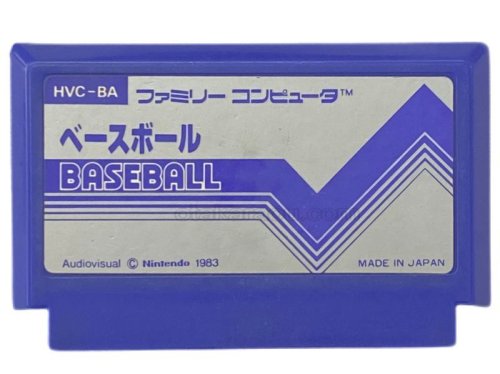 HVC-BA ファミリー コンピュータ™
ベースボール
BASEBALL
Audiovisual © Nintendo 1983
MADE IN JAPAN